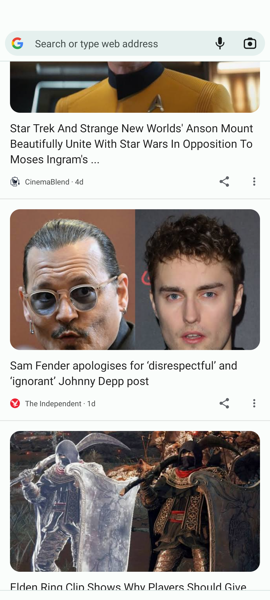 Search or type web address
Star Trek And Strange New Worlds' Anson Mount
Beautifully Unite With Star Wars In Opposition To
Moses Ingram's ...
CinemaBlend · 4d
Sam Fender apologises for ‘disrespectful’ and
‘ignorant’ Johnny Depp post
The Independent · 1d
Elden Ring Clip Shows Why Players Should Give